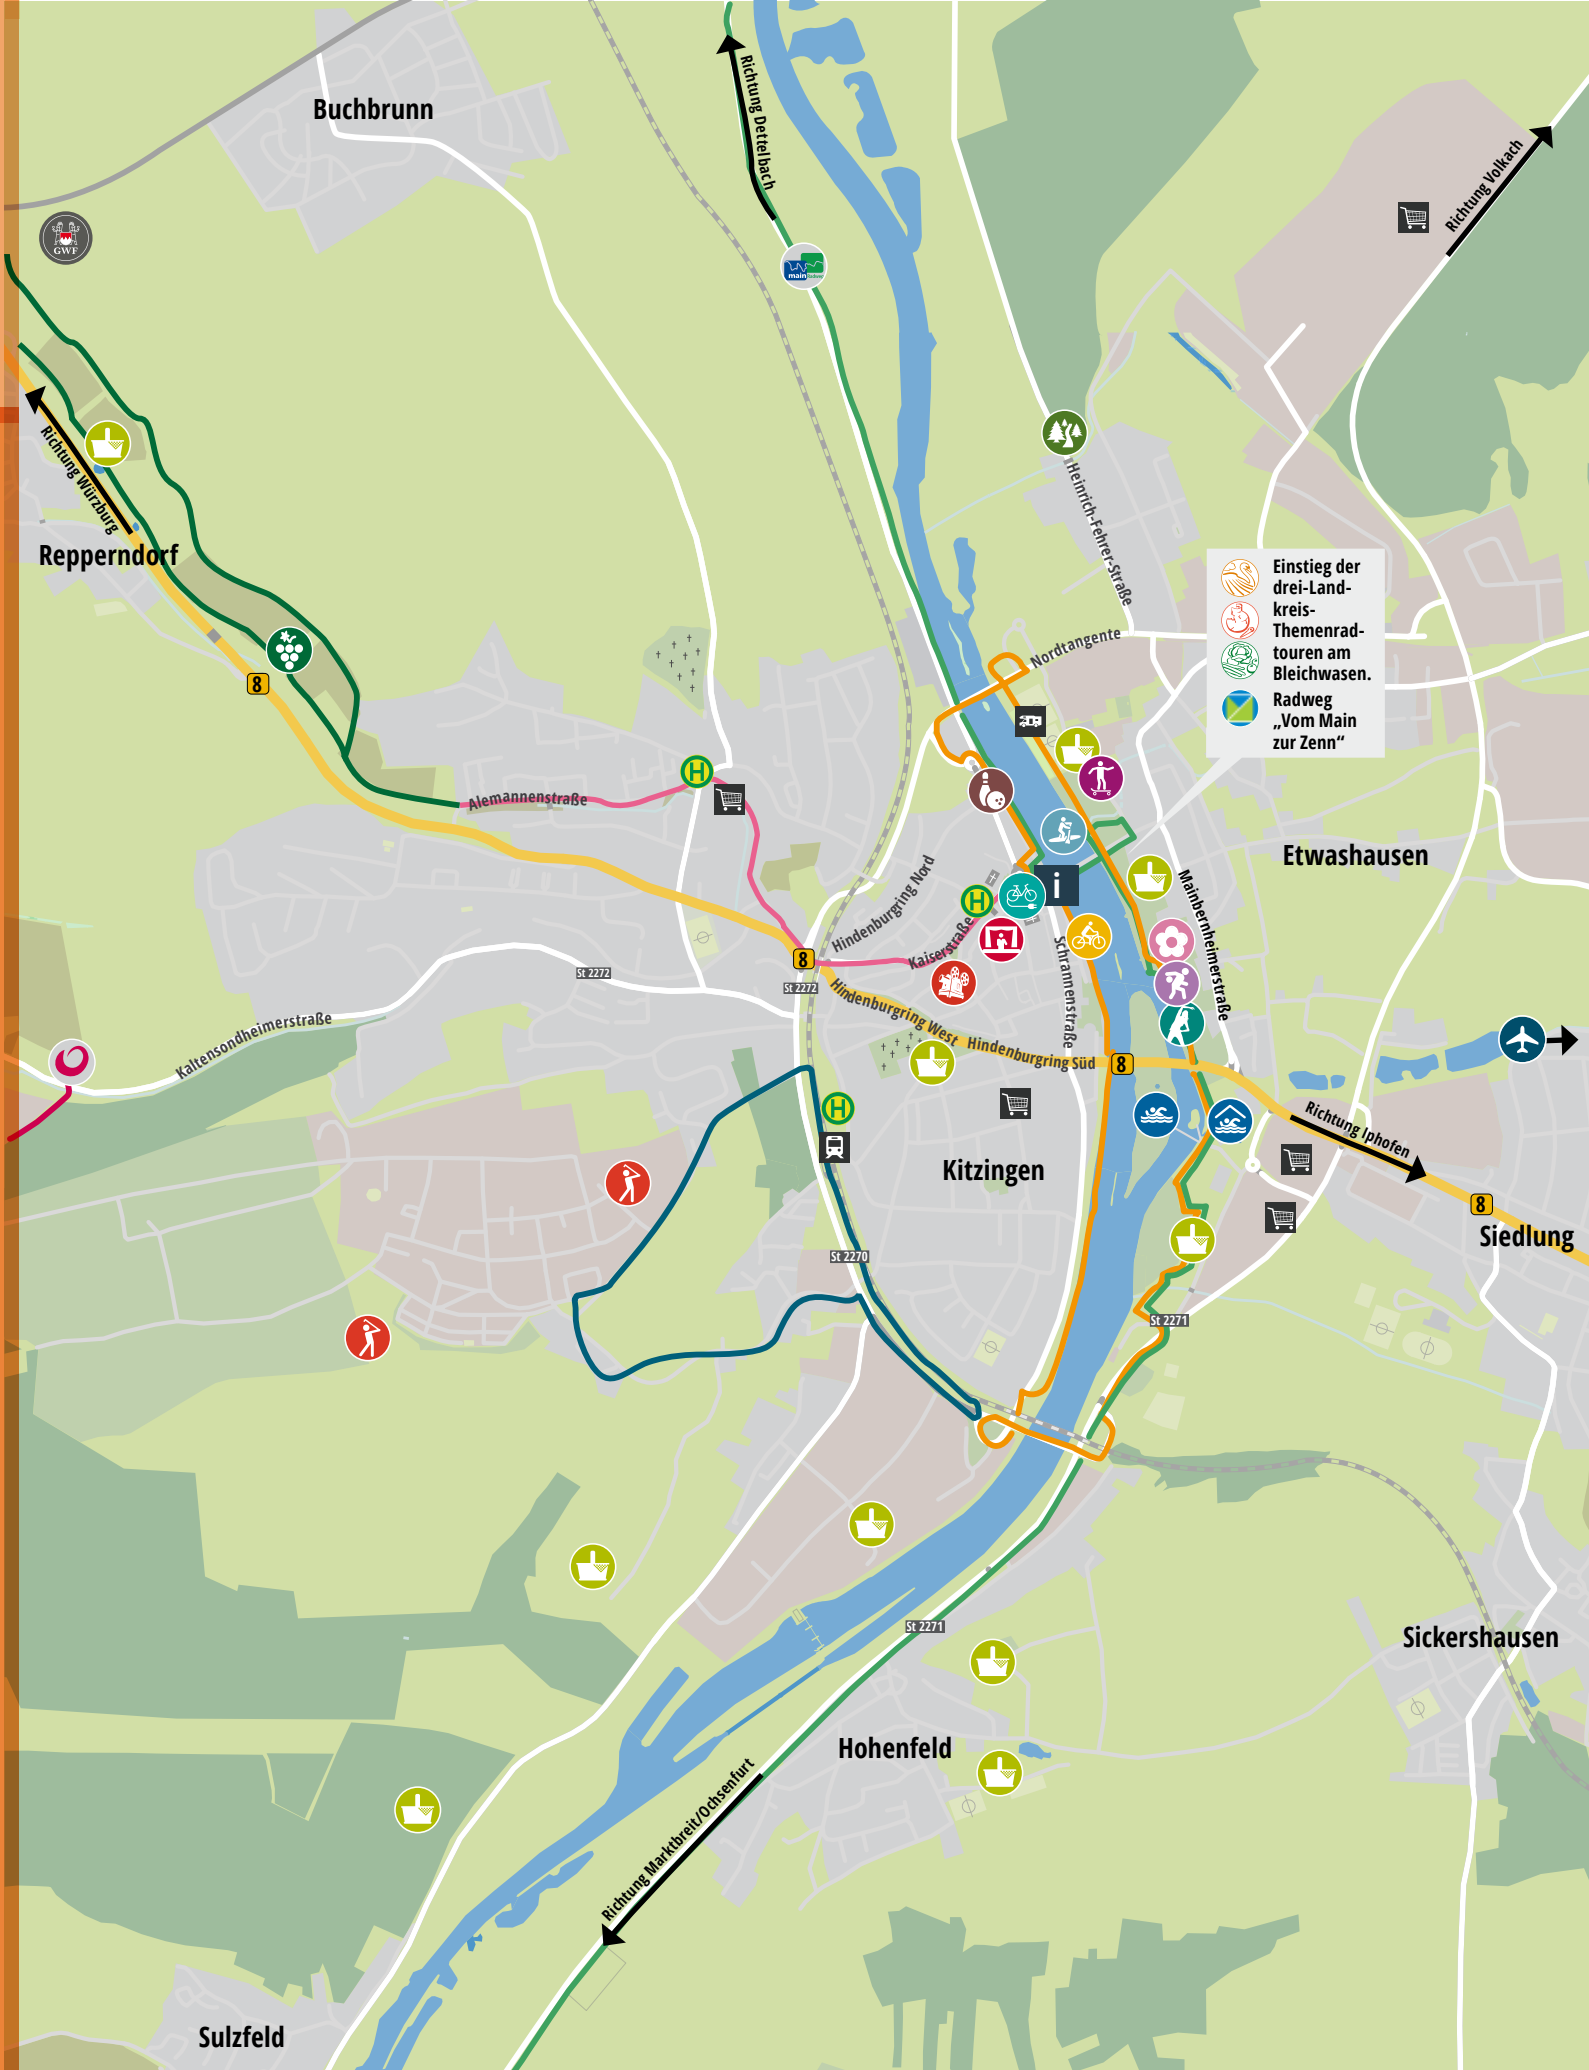 Buchbrunn
Richtung Dettelbach
Richtung Volkach
GWF
main
Richtung Würzburg
Repperndorf
Heinrich-Fehrer-Straße
Einstieg der
drei-Land-
kreis-
Themenrad-
touren am
Bleichwasen.
Radweg
„Vom Main
zur Zenn“
Nordtangente
8
H
Alemannenstraße
Etwashausen
Hindenburgring Nord
Mainbernheimerstraße
i
H
Kaiserstraße
Schrannenstraße
8
St 2272
St 2272
Hindenburgring West
Hindenburgring Süd
8
Kaltensondheimerstraße
H
Richtung Iphofen
Kitzingen
8
Siedlung
St 2270
St 2271
St 2271
Sickershausen
Hohenfeld
Richtung Marktbreit/Ochsenfurt
Sulzfeld